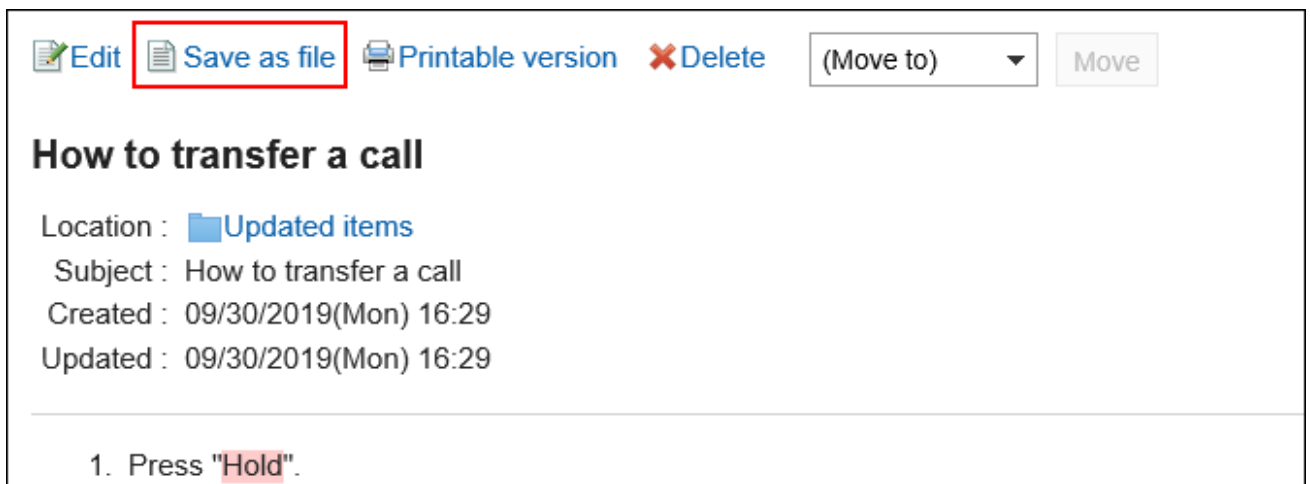 Edit Save as file Printable version Delete (Move to) Move
How to transfer a call
Location : Updated items
Subject : How to transfer a call
Created : 09/30/2019(Mon) 16:29
Updated : 09/30/2019(Mon) 16:29
1. Press "Hold".